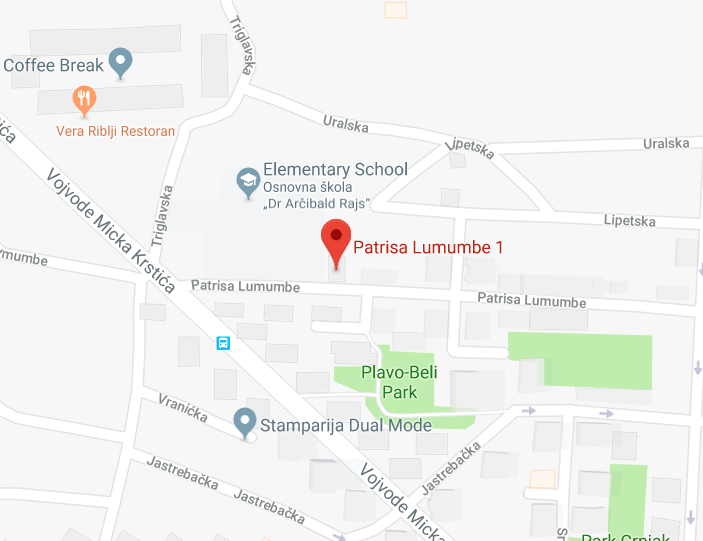 Triglavska
Coffee Break
Vera Riblji Restoran
Uralska
Lipetska
Uralska
Elementary School
Osnovna škola
„Dr Arčibald Rajs“
Triglavska
Vojvode Micka Krstića
Lipetska
Patrisa Lumumbe 1
Patrisa Lumumbe
Patrisa Lumumbe
Plavo-Beli
Park
Vranićka
Stamparija Dual Mode
Jastrebačka
Jastrebačka
Jastrebačka
Vojvode Micka